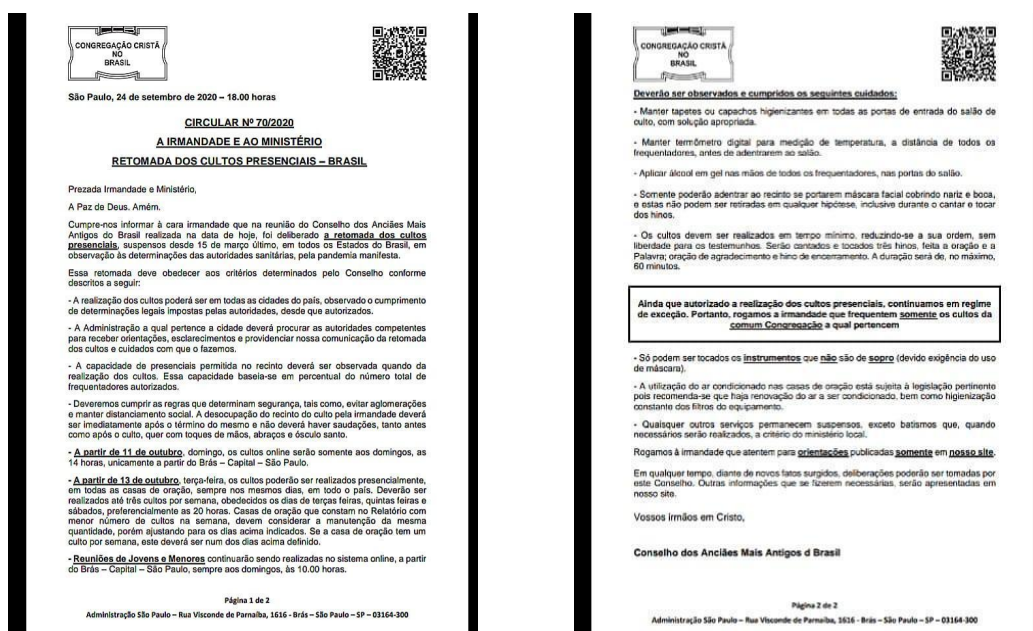 CONGREGAÇÃO CRISTÃ
NO
BRASIL
São Paulo, 24 de setembro de 2020 – 18.00 horas
CIRCULAR Nº 70/2020
A IRMANDADE E AO MINISTÉRIO
RETOMADA DOS CULTOS PRESENCIAIS – BRASIL
Prezada Irmandade e Ministério,
A Paz de Deus. Amém.
Cumpre-nos informar à cara irmandade que na reunião do Conselho dos Anciães Mais
Antigos do Brasil realizada na data de hoje, foi deliberado a retomada dos cultos
presenciais, suspensos desde 15 de março último, em todos os Estados do Brasil, em
observação às determinações das autoridades sanitárias, pela pandemia manifesta.
Essa retomada deve obedecer aos critérios determinados pelo Conselho conforme
descritos a seguir:
- A realização dos cultos poderá ser em todas as cidades do país, observado o cumprimento
de determinações legais impostas pelas autoridades, desde que autorizados.
- A Administração a qual pertence a cidade deverá procurar as autoridades competentes
para receber orientações, esclarecimentos e providenciar nossa comunicação da retomada
dos cultos e cuidados com que o fazemos.
- A capacidade de presenciais permitida no recinto deverá ser observada quando da
realização dos cultos. Essa capacidade baseia-se em percentual do número total de
frequentadores autorizados.
- Deveremos cumprir as regras que determinam segurança, tais como, evitar aglomerações
e manter distanciamento social. A desocupação do recinto do culto pela irmandade deverá
ser imediatamente após o término do mesmo e não deverá haver saudações, tanto antes
como após o culto, quer com toques de mãos, abraços e ósculo santo.
- A partir de 11 de outubro, domingo, os cultos online serão somente aos domingos, as
14 horas, unicamente a partir do Brás – Capital – São Paulo.
- A partir de 13 de outubro, terça-feira, os cultos poderão ser realizados presencialmente,
em todas as casas de oração, sempre nos mesmos dias, em todo o país. Deverão ser
realizados até três cultos por semana, obedecidos os dias de terças feiras, quintas feiras e
sábados, preferencialmente as 20 horas. Casas de oração que constam no Relatório com
menor número de cultos na semana, devem considerar a manutenção da mesma
quantidade, porém ajustando para os dias acima indicados. Se a casa de oração tem um
culto por semana, este deverá ser num dos dias acima definido.
- Reuniões de Jovens e Menores continuarão sendo realizadas no sistema online, a partir
do Brás – Capital – São Paulo, sempre aos domingos, às 10.00 horas.
Página 1 de 2
Administração São Paulo – Rua Visconde de Parnaíba, 1616 - Brás – São Paulo – SP – 03164-300
CONGREGAÇÃO CRISTÃ
NO
BRASIL
Deverão ser observados e cumpridos os seguintes cuidados:
- Manter tapetes ou capachos higienizantes em todas as portas de entrada do salão de
culto, com solução apropriada.
- Manter termômetro digital para medição de temperatura, a distância de todos os
frequentadores, antes de adentrarem ao salão.
- Aplicar álcool em gel nas mãos de todos os frequentadores, nas portas do salão.
- Somente poderão adentrar ao recinto se portarem máscara facial cobrindo nariz e boca,
e estas não podem ser retiradas em qualquer hipótese, inclusive durante o cantar e tocar
dos hinos.
- Os cultos devem ser realizados em tempo mínimo, reduzindo-se a sua ordem, sem
liberdade para os testemunhos. Serão cantados e tocados três hinos, feita a oração e a
Palavra; oração de agradecimento e hino de encerramento. A duração será de, no máximo,
60 minutos.
Ainda que autorizado a realização dos cultos presenciais, continuamos em regime
de exceção. Portanto, rogamos a irmandade que frequentem somente os cultos da
comum Congregação a qual pertencem
- Só podem ser tocados os instrumentos que não são de sopro (devido exigência do uso
de máscara).
- A utilização do ar condicionado nas casas de oração está sujeita à legislação pertinente
pois recomenda-se que haja renovação do ar a ser condicionado, bem como higienização
constante dos filtros do equipamento.
- Quaisquer outros serviços permanecem suspensos, exceto batismos que, quando
necessários serão realizados, a critério do ministério local.
Rogamos à irmandade que atentem para orientações publicadas somente em nosso site.
Em qualquer tempo, diante de novos fatos surgidos, deliberações poderão ser tomadas por
este Conselho. Outras informações que se fizerem necessárias, serão apresentadas em
nosso site.
Vossos irmãos em Cristo,
Conselho dos Anciães Mais Antigos d Brasil
Página 2 de 2
Administração São Paulo – Rua Visconde de Parnaíba, 1616 - Brás – São Paulo – SP – 03164-300